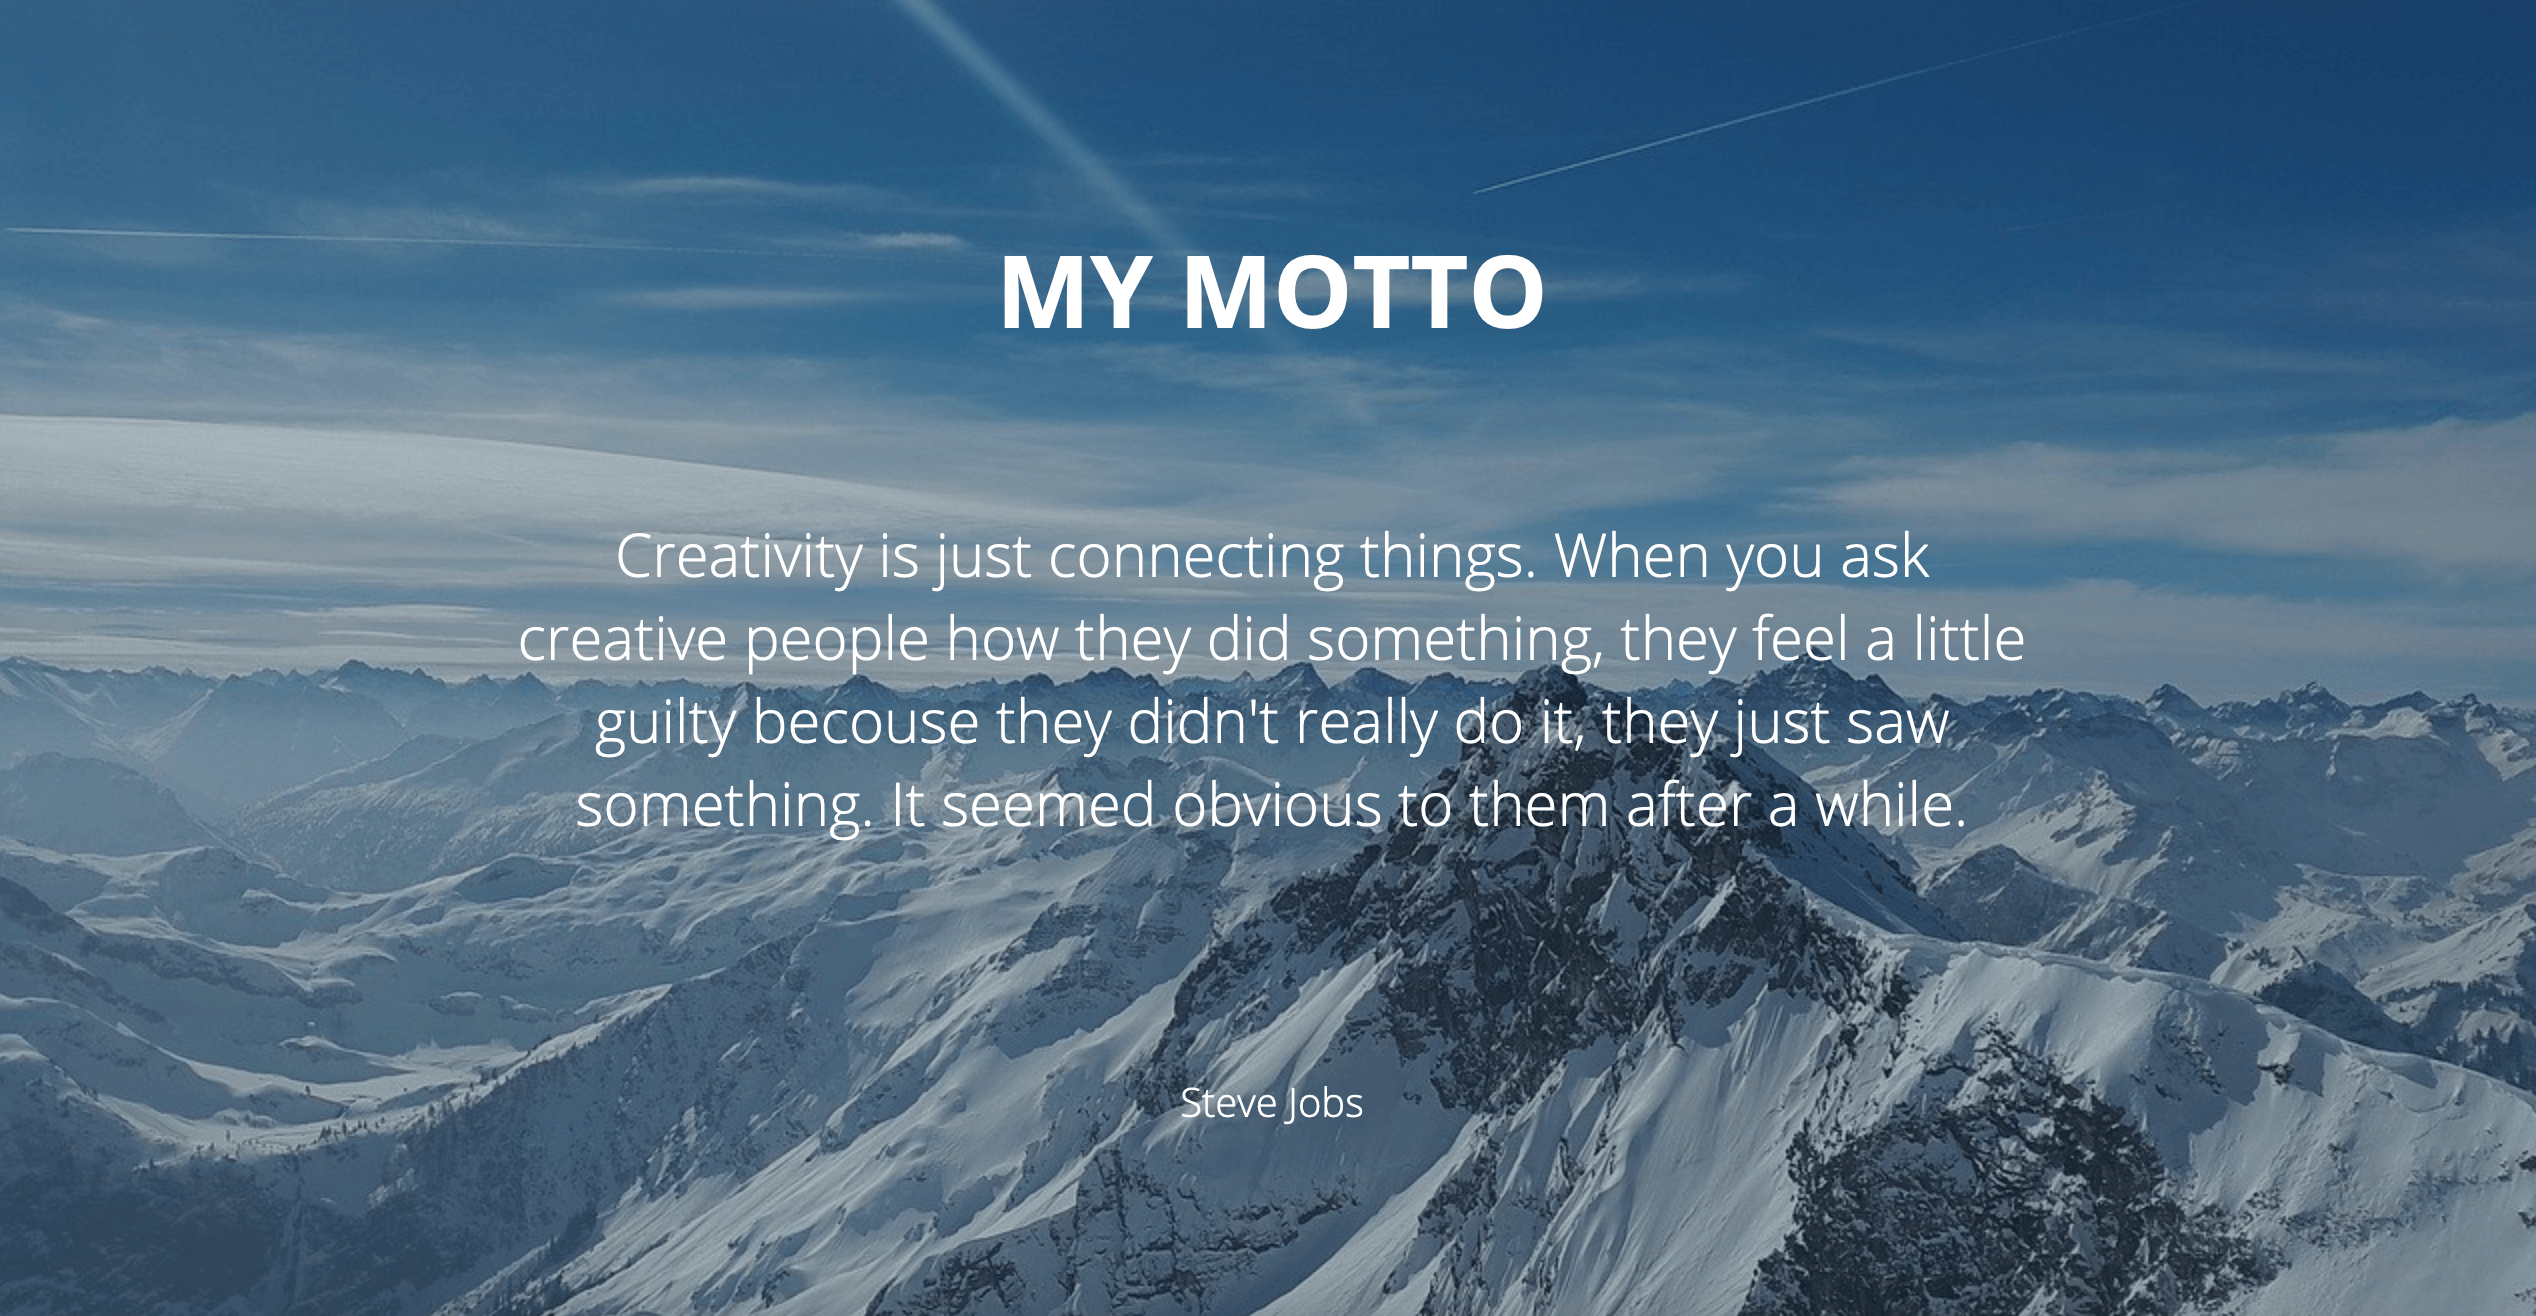 MY MOTTO
Creativity is just connecting things. When you ask
creative people how they did something, they feel a little
guilty becouse they didn't really do it, they just saw
something. It seemed obvious to them after a while.
Steve Jobs